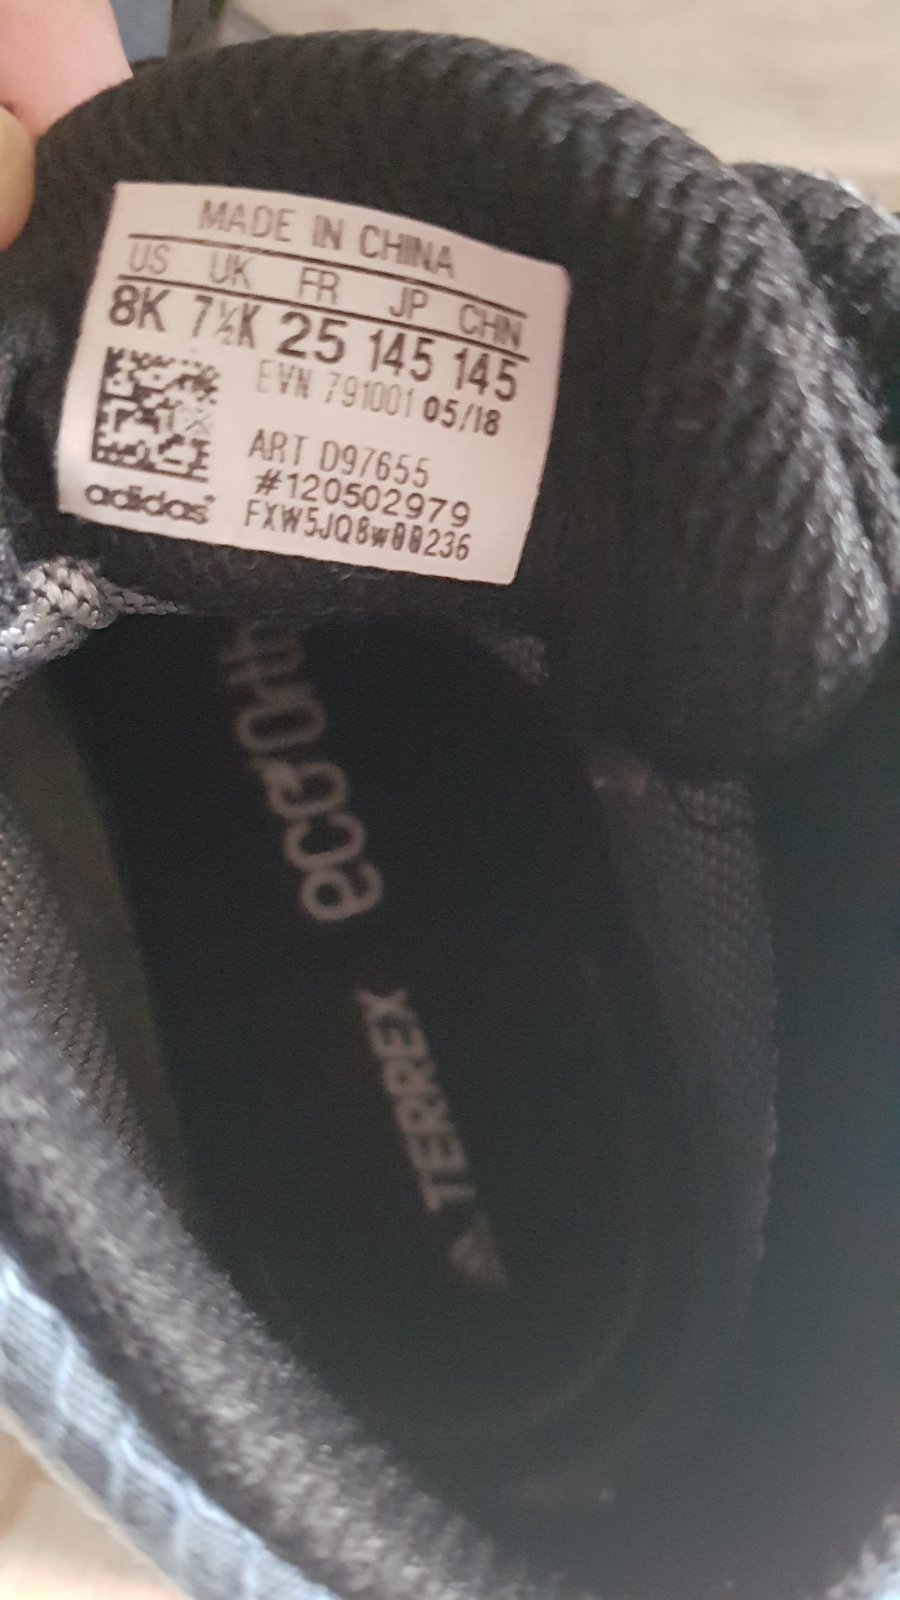 MADE IN CHINA
US UK FR JP CHN
8K 7½K 25 145 145
EVN 791001 05/18
ART D97655
#120502979
FXW5JQ8w00236
adidas
TERREX